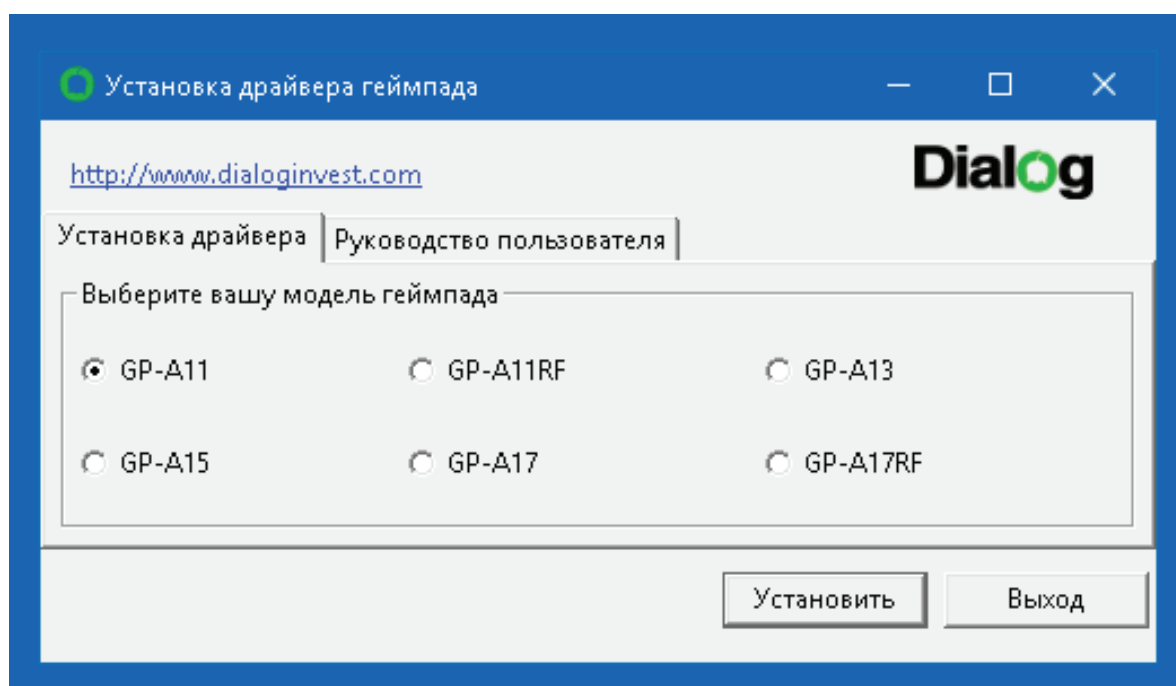 Установка драйвера геймпада
http://www.dialoginvest.com
Dialog
Установка драйвера Руководство пользователя
Выберите вашу модель геймпада
GP-A11 GP-A11RF GP-A13
GP-A15 GP-A17 GP-A17RF
Установить Выход